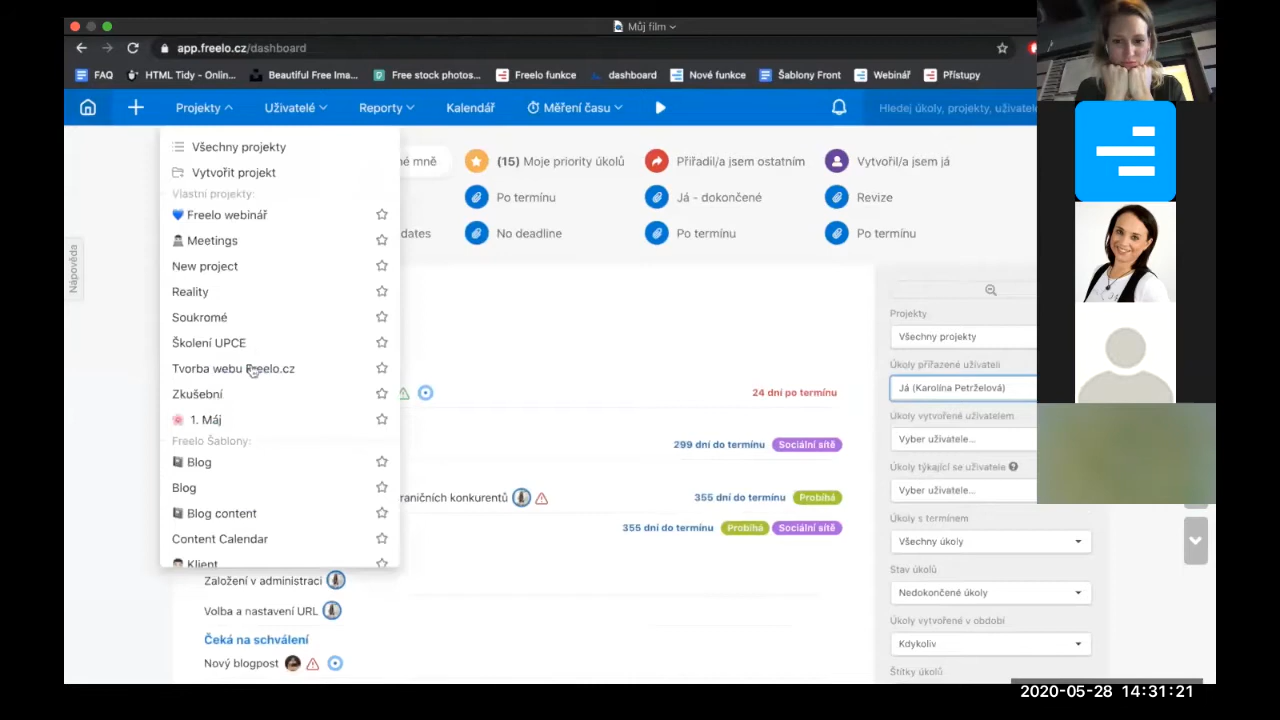 Můj film
app.freelo.cz/dashboard
FAQ
HTML Tidy - Onlin...
Beautiful Free Ima...
Free stock photos...
Freelo funkce
dashboard
Nové funkce
Šablony Front
Webinář
Přístupy
Projekty
Uživatelé
Reporty
Kalendář
Měření času
Hledej úkoly, projekty, uživatele
Všechny projekty
Vytvořit projekt
Vlastní projekty:
Freelo webinář
Meetings
New project
Reality
Soukromé
Školení UPCE
Tvorba webu Freelo.cz
Zkušební
1. Máj
Freelo Šablony:
Blog
Blog
Blog content
Content Calendar
Klient
né mně
(15) Moje priority úkolů
Přiřadil/a jsem ostatním
Vytvořil/a jsem já
Po termínu
Já - dokončené
Revize
dates
No deadline
Po termínu
Po termínu
Nápověda
24 dní po termínu
299 dní do termínu
Sociální sítě
raničních konkurentů
355 dní do termínu
Probíhá
355 dní do termínu
Probíhá
Sociální sítě
Založení v administraci
Volba a nastavení URL
Čeká na schválení
Nový blogpost
Projekty
Všechny projekty
Úkoly přiřazené uživateli
Já (Karolína Petrželová)
Úkoly vytvořené uživatelem
Vyber uživatele...
Úkoly týkající se uživatele
Vyber uživatele...
Úkoly s termínem
Všechny úkoly
Stav úkolů
Nedokončené úkoly
Úkoly vytvořené v období
Kdykoliv
Štítky úkolů
2020-05-28 14:31:21